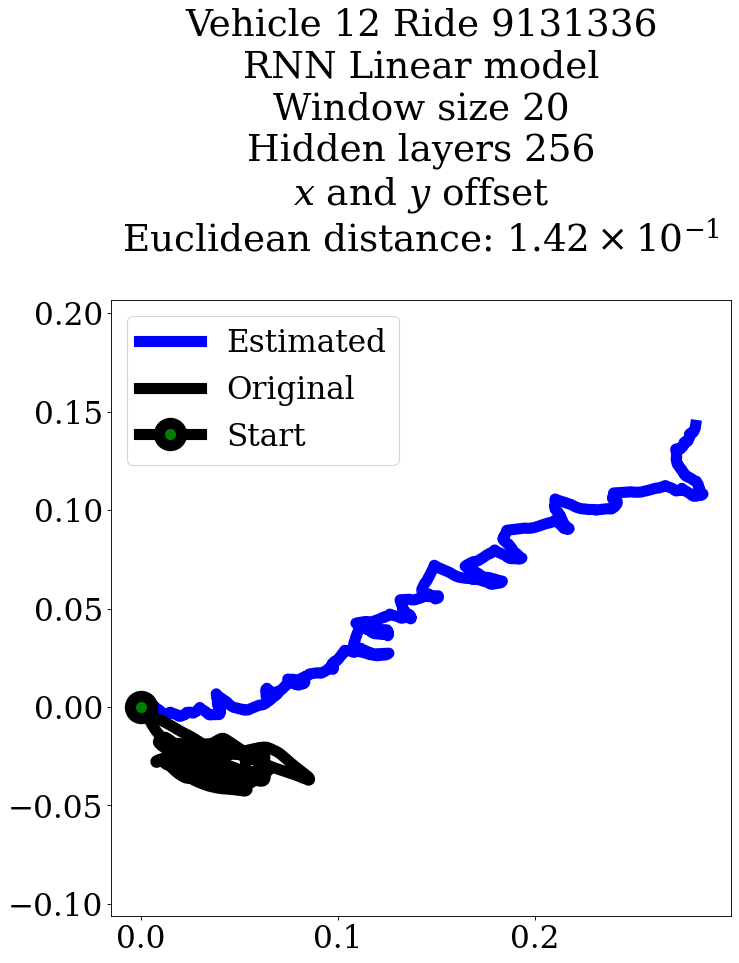 Vehicle 12 Ride 9131336
RNN Linear model
Window size 20
Hidden layers 256
x and y offset
Euclidean distance: 1.42 × 10⁻¹
0.20
0.15
0.10
0.05
0.00
−0.05
−0.10
Estimated
Original
Start
0.0 0.1 0.2